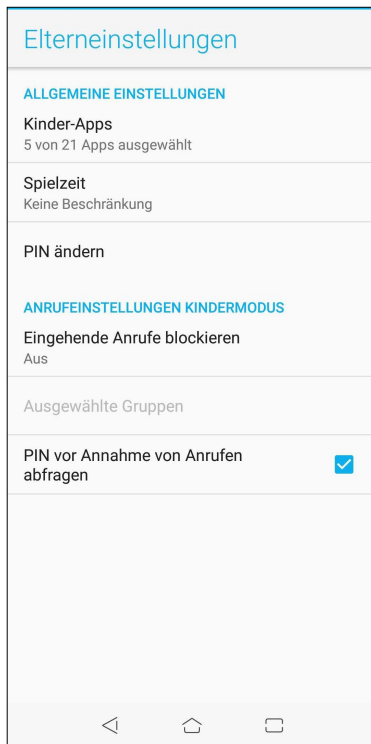 Elterneinstellungen
ALLGEMEINE EINSTELLUNGEN
Kinder-Apps
5 von 21 Apps ausgewählt
Spielzeit
Keine Beschränkung
PIN ändern
ANRUFEINSTELLUNGEN KINDERMODUS
Eingehende Anrufe blockieren
Aus
Ausgewählte Gruppen
PIN vor Annahme von Anrufen
abfragen